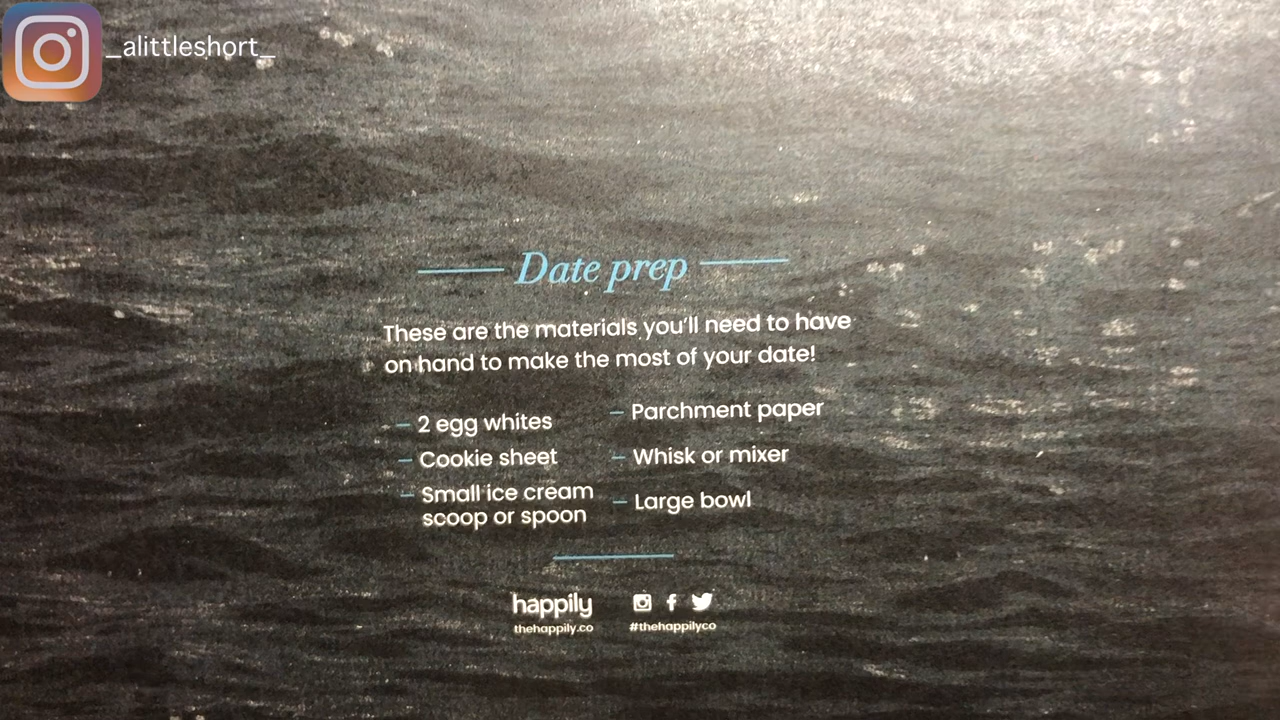 _alittleshort_
Date prep
These are the materials you'll need to have
on hand to make the most of your date!
– 2 egg whites
– Cookie sheet
– Small ice cream
scoop or spoon
– Parchment paper
– Whisk or mixer
– Large bowl
happily
thehappily.co
#thehappilyco